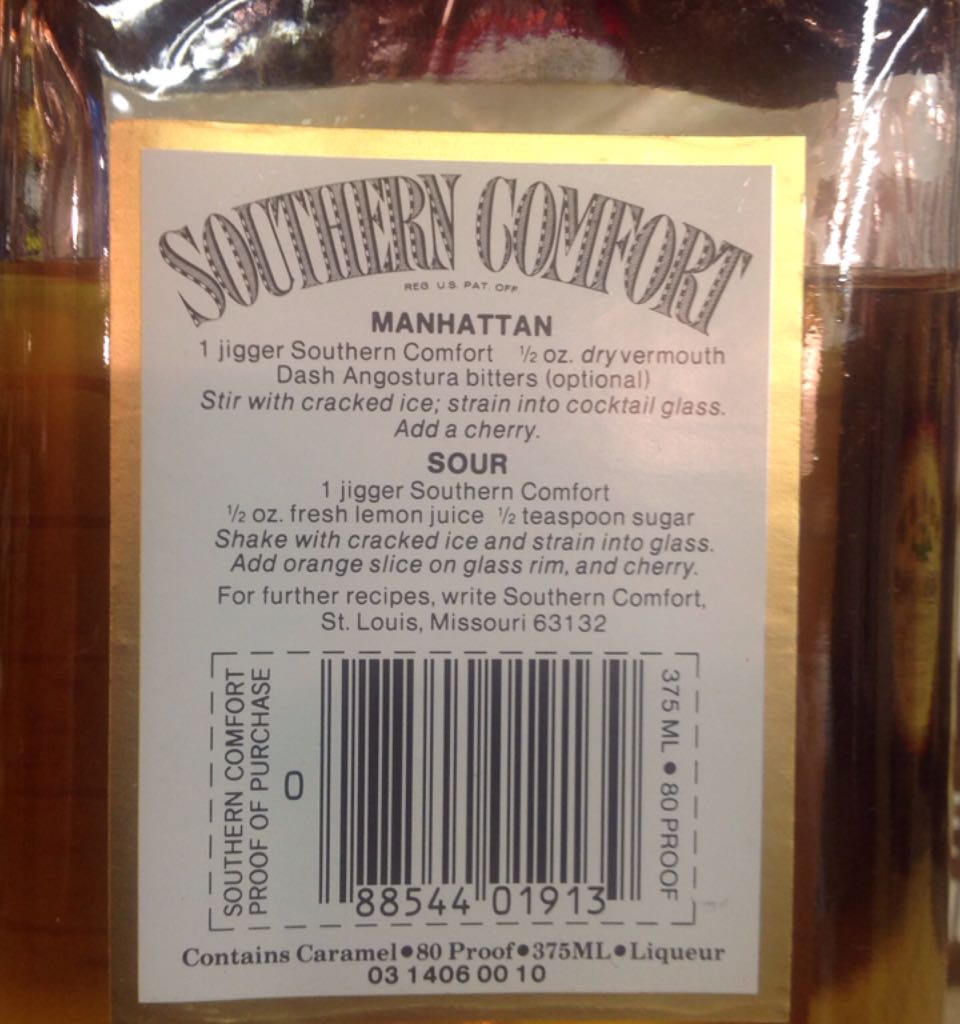 SOUTHERN COMFORT
REG. U.S. PAT. OFF.
MANHATTAN
1 jigger Southern Comfort ½ oz. dry vermouth
Dash Angostura bitters (optional)
Stir with cracked ice; strain into cocktail glass.
Add a cherry.
SOUR
1 jigger Southern Comfort
½ oz. fresh lemon juice ½ teaspoon sugar
Shake with cracked ice and strain into glass.
Add orange slice on glass rim, and cherry.
For further recipes, write Southern Comfort,
St. Louis, Missouri 63132
SOUTHERN COMFORT
PROOF OF PURCHASE
0
88544 01913
375 ML • 80 PROOF
Contains Caramel•80 Proof•375ML•Liqueur
03 1406 00 10